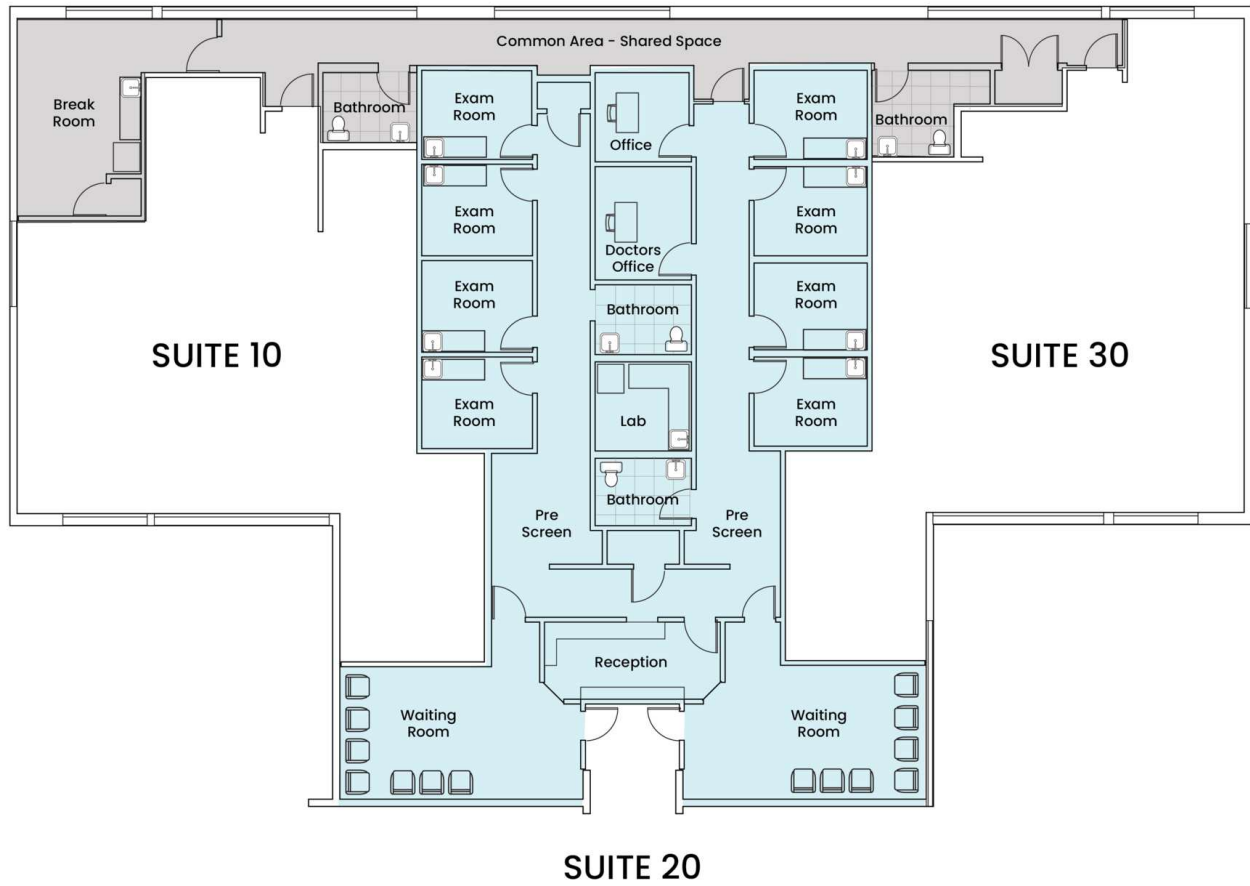 Common Area - Shared Space
Break
Room
Bathroom
Exam
Room
Office
Exam
Room
Bathroom
Exam
Room
Doctors
Office
Exam
Room
Exam
Room
Bathroom
Exam
Room
SUITE 10
SUITE 30
Exam
Room
Lab
Exam
Room
Bathroom
Pre
Screen
Pre
Screen
Reception
Waiting
Room
Waiting
Room
SUITE 20